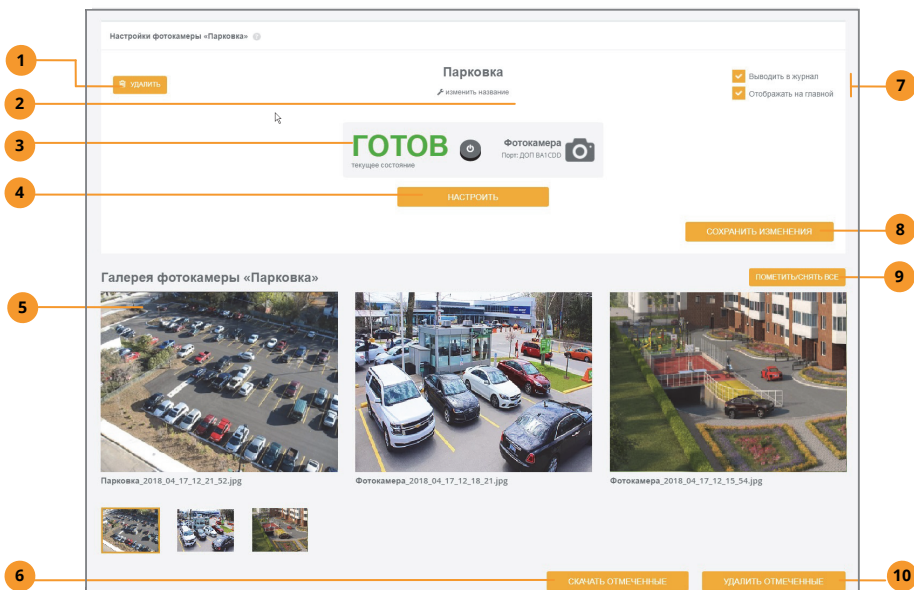 Настройки фотокамеры «Парковка» ?
1
УДАЛИТЬ
Парковка
Выводить в журнал
7
2
изменить название
Отображать на главной
3
ГОТОВ
текущее состояние
Фотокамера
Порт: ДОП BA1CDD
4
НАСТРОИТЬ
СОХРАНИТЬ ИЗМЕНЕНИЯ
8
Галерея фотокамеры «Парковка»
ПОМЕТИТЬ/СНЯТЬ ВСЕ
9
5
Парковка_2018_04_17_12_21_52.jpg
Фотокамера_2018_04_17_12_18_21.jpg
Фотокамера_2018_04_17_12_15_54.jpg
6
СКАЧАТЬ ОТМЕЧЕННЫЕ
УДАЛИТЬ ОТМЕЧЕННЫЕ
10